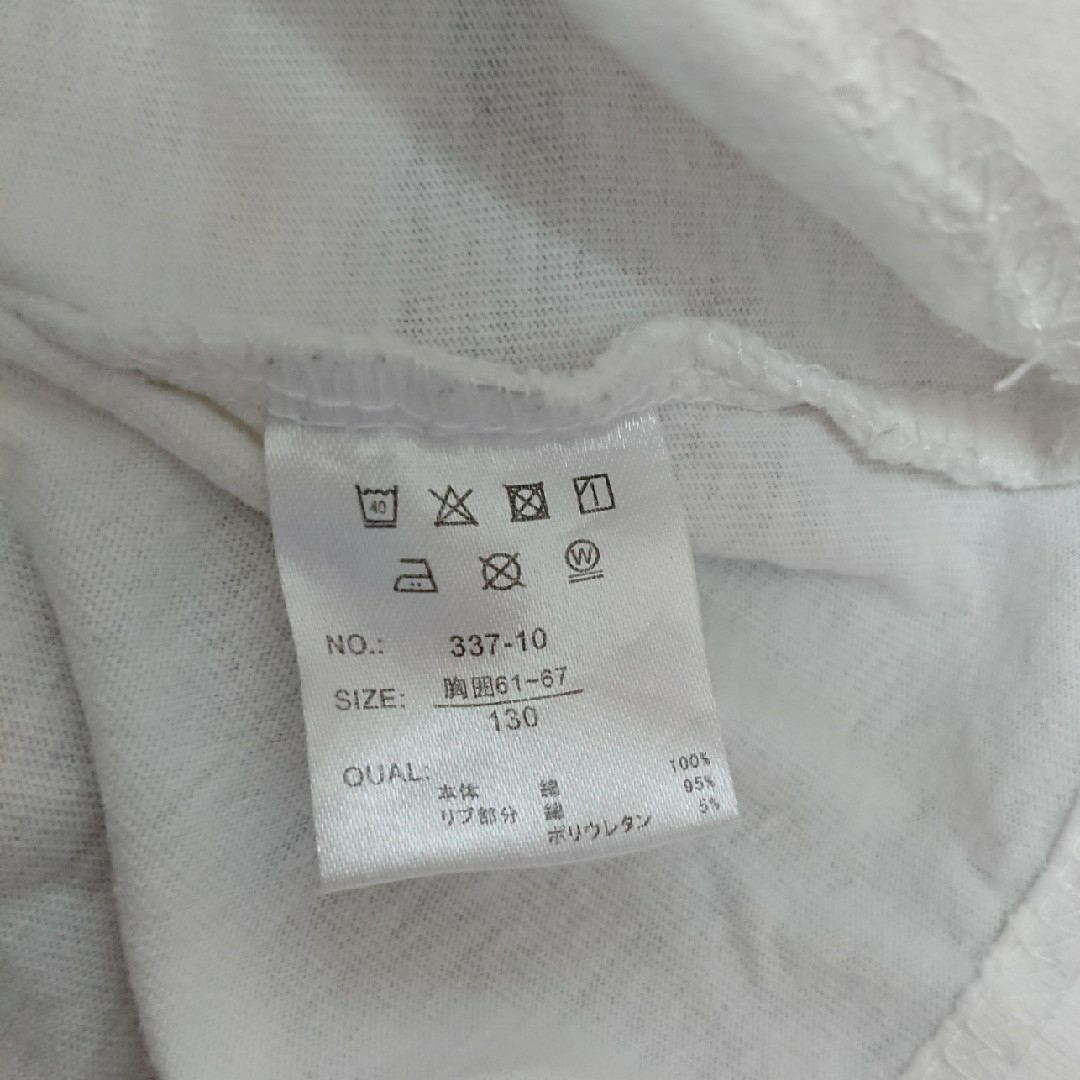 40
W
NO.: 337-10
SIZE: 胸囲61~67
130
QUAL:
本体 綿 100%
リブ部分 綿 95%
ポリウレタン 5%